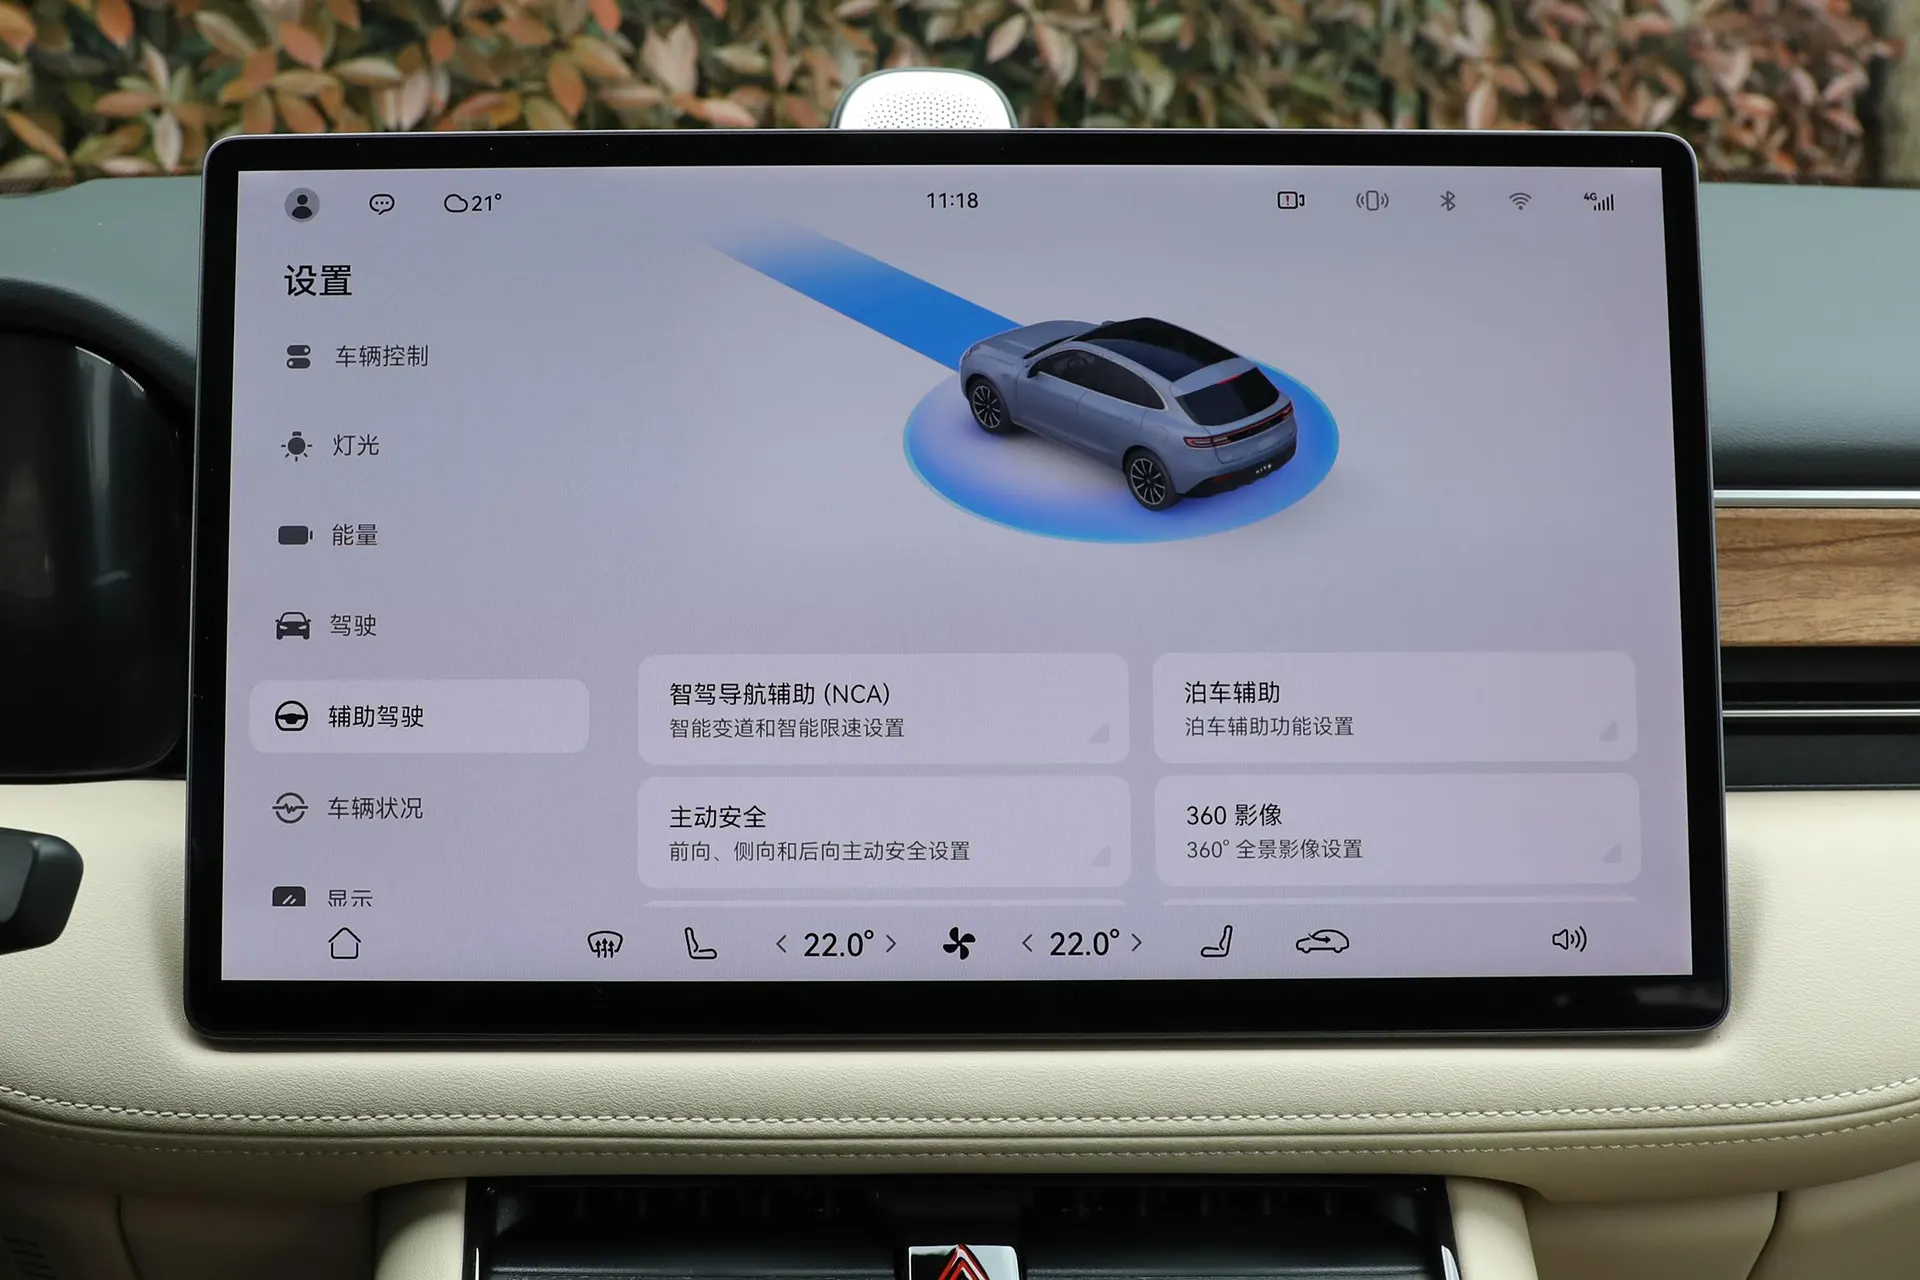 21°
11:18
4G
设置
车辆控制
灯光
能量
驾驶
辅助驾驶
车辆状况
显示
智驾导航辅助 (NCA)
智能变道和智能限速设置
泊车辅助
泊车辅助功能设置
主动安全
前向、侧向和后向主动安全设置
360 影像
360° 全景影像设置
< 22.0° >
< 22.0° >